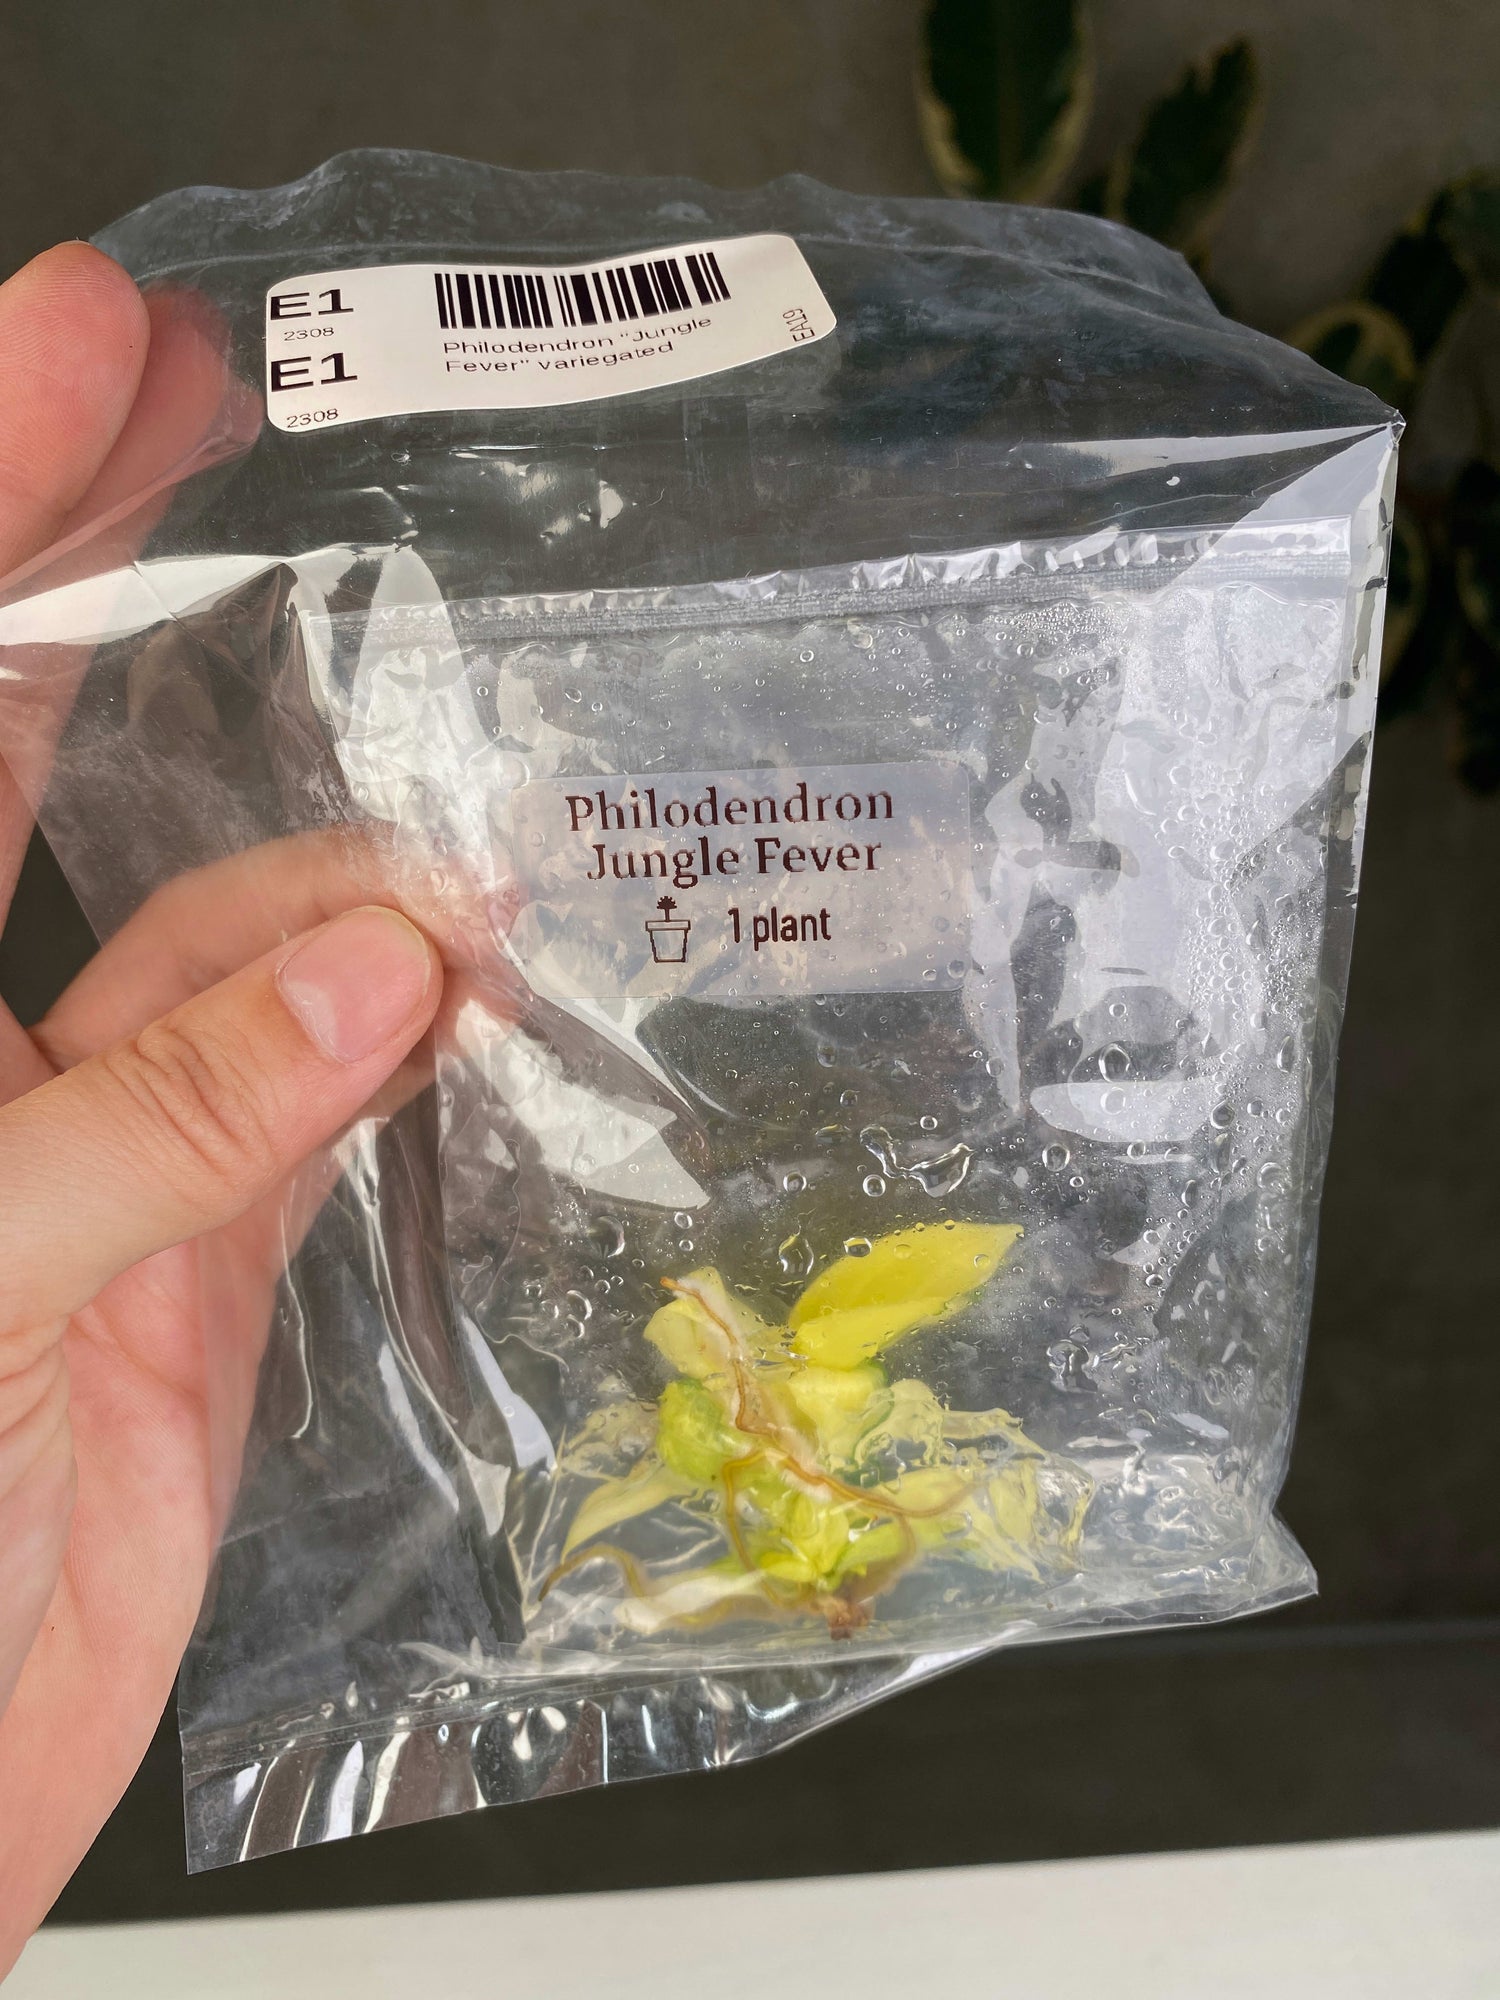 E1
2308
E1
2308
Philodendron "Jungle
Fever" variegated
EA19
Philodendron
Jungle Fever
1 plant